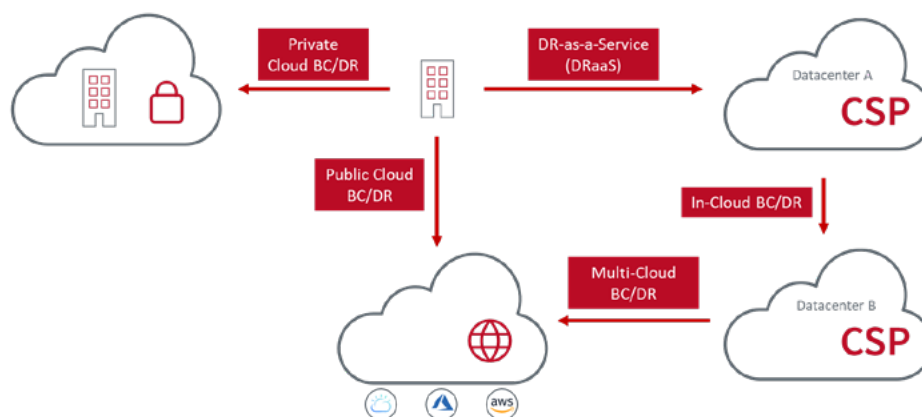 Private
Cloud BC/DR
DR-as-a-Service
(DRaaS)
Datacenter A
CSP
Public Cloud
BC/DR
In-Cloud BC/DR
Multi-Cloud
BC/DR
Datacenter B
CSP
aws